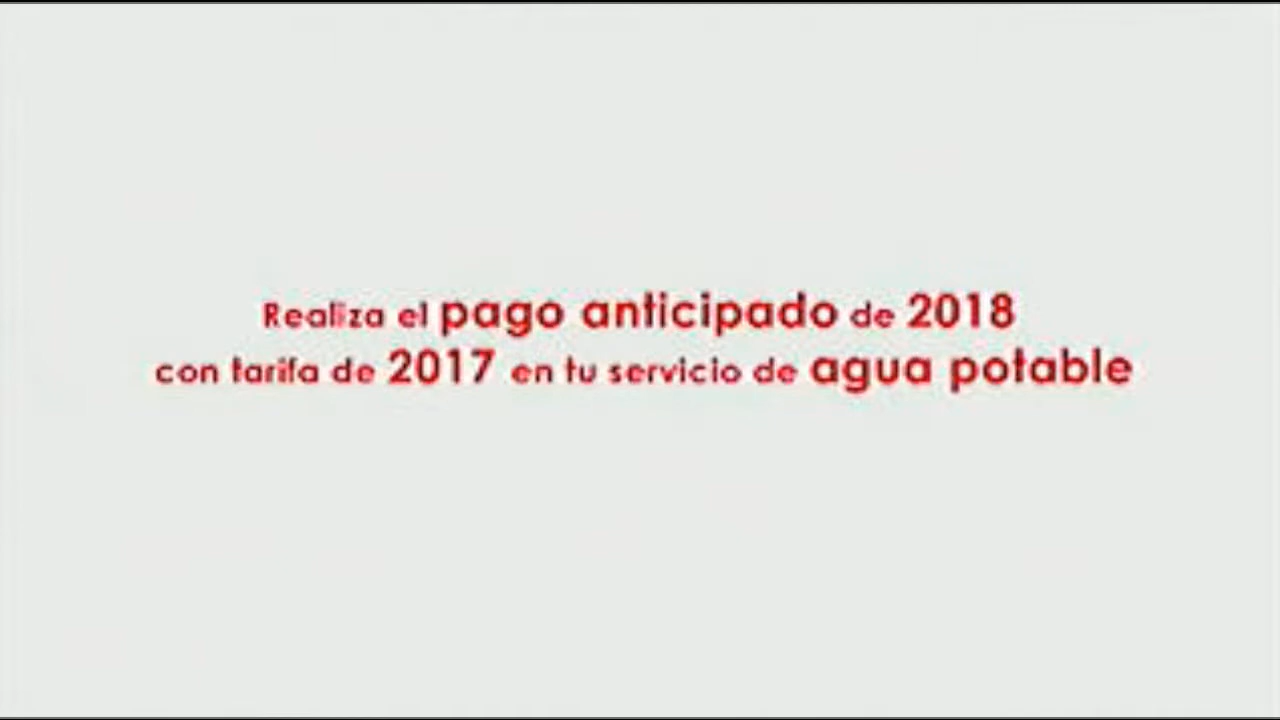 Realiza el pago anticipado de 2018
con tarifa de 2017 en tu servicio de agua potable